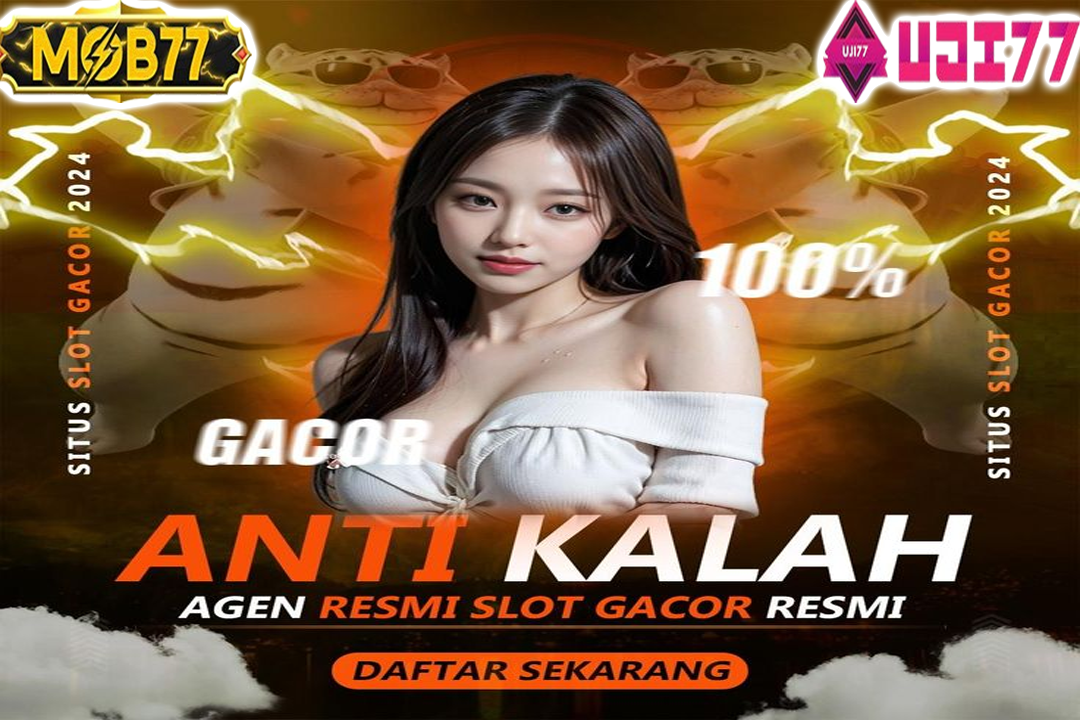 MOB77
UJI77
UJI77
SITUS SLOT GACOR 2024
SITUS SLOT GACOR 2024
100%
GACOR
ANTI KALAH
AGEN RESMI SLOT GACOR RESMI
DAFTAR SEKARANG